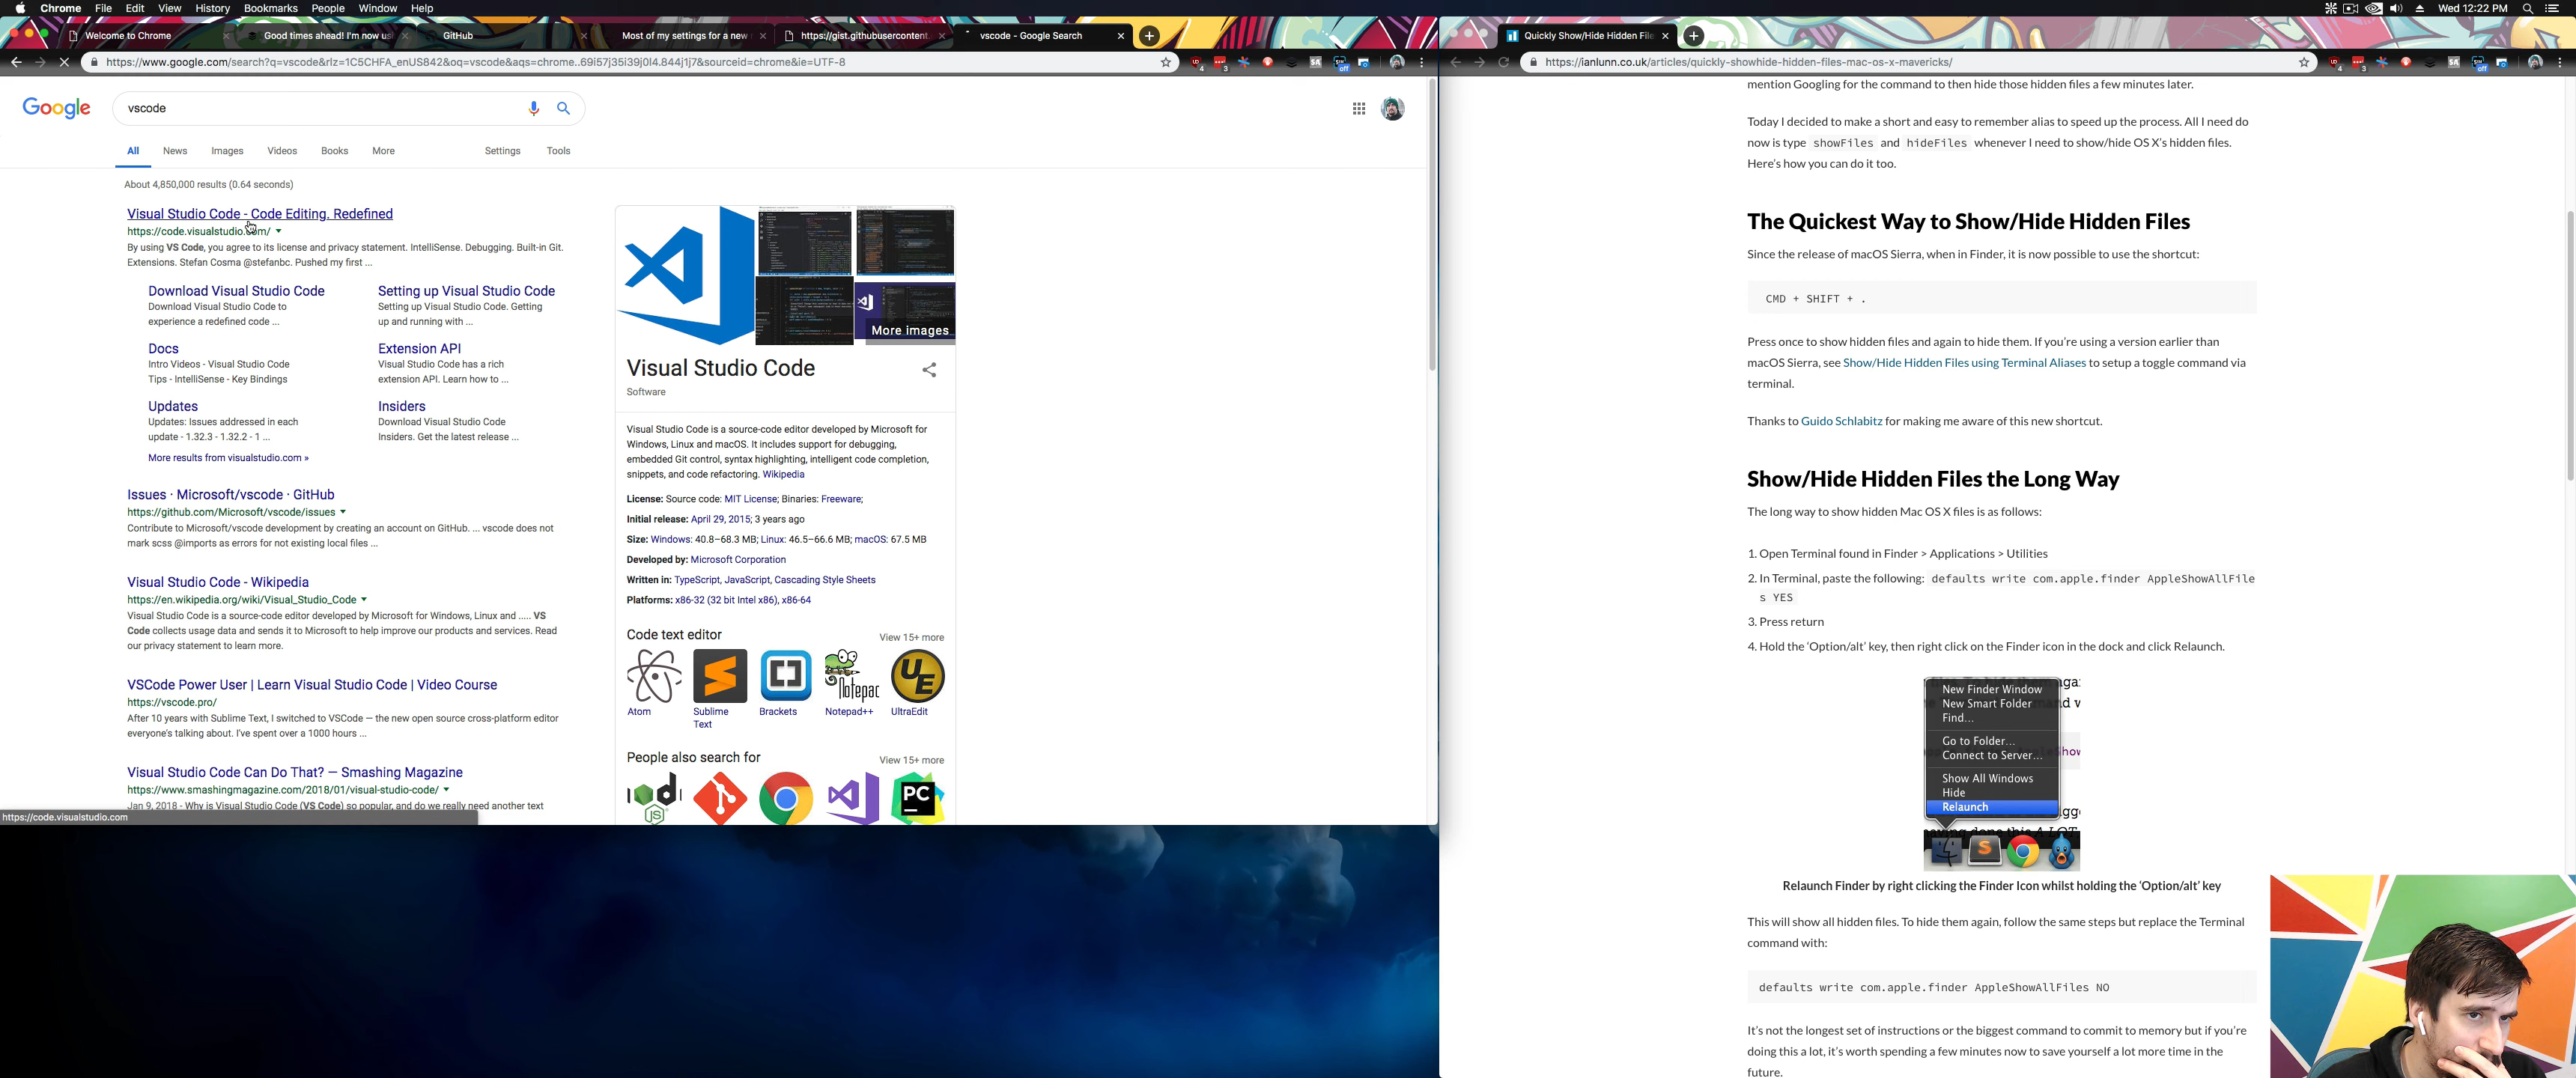 Chrome File Edit View History Bookmarks People Window Help
Wed 12:22 PM
Welcome to Chrome
Good times ahead! I'm now us
GitHub
Most of my settings for a new
https://gist.githubusercontent
vscode - Google Search
https://www.google.com/search?q=vscode&rlz=1C5CHFA_enUS842&oq=vscode&aqs=chrome..69i57j35i39j0l4.844j1j7&sourceid=chrome&ie=UTF-8
Google
vscode
All News Images Videos Books More Settings Tools
About 4,850,000 results (0.64 seconds)
Visual Studio Code - Code Editing. Redefined
https://code.visualstudio.com/
By using VS Code, you agree to its license and privacy statement. IntelliSense. Debugging. Built-in Git.
Extensions. Stefan Cosma @stefanbc. Pushed my first ...
Download Visual Studio Code
Download Visual Studio Code to
experience a redefined code ...
Setting up Visual Studio Code
Setting up Visual Studio Code. Getting
up and running with ...
Docs
Intro Videos - Visual Studio Code
Tips - IntelliSense - Key Bindings
Extension API
Visual Studio Code has a rich
extension API. Learn how to ...
Updates
Updates: Issues addressed in each
update - 1.32.3 - 1.32.2 - 1 ...
Insiders
Download Visual Studio Code
Insiders. Get the latest release ...
More results from visualstudio.com »
Issues · Microsoft/vscode · GitHub
https://github.com/Microsoft/vscode/issues
Contribute to Microsoft/vscode development by creating an account on GitHub. ... vscode does not
mark scss @imports as errors for not existing local files ...
Visual Studio Code - Wikipedia
https://en.wikipedia.org/wiki/Visual_Studio_Code
Visual Studio Code is a source-code editor developed by Microsoft for Windows, Linux and ..... VS
Code collects usage data and sends it to Microsoft to help improve our products and services. Read
our privacy statement to learn more.
VSCode Power User | Learn Visual Studio Code | Video Course
https://vscode.pro/
After 10 years with Sublime Text, I switched to VSCode — the new open source cross-platform editor
everyone's talking about. I've spent over a 1000 hours ...
Visual Studio Code Can Do That? — Smashing Magazine
https://www.smashingmagazine.com/2018/01/visual-studio-code/
Jan 9, 2018 - Why is Visual Studio Code (VS Code) so popular, and do we really need another text
https://code.visualstudio.com
More images
Visual Studio Code
Software
Visual Studio Code is a source-code editor developed by Microsoft for
Windows, Linux and macOS. It includes support for debugging,
embedded Git control, syntax highlighting, intelligent code completion,
snippets, and code refactoring. Wikipedia
License: Source code: MIT License; Binaries: Freeware;
Initial release: April 29, 2015; 3 years ago
Size: Windows: 40.8–68.3 MB; Linux: 46.5–66.6 MB; macOS: 67.5 MB
Developed by: Microsoft Corporation
Written in: TypeScript, JavaScript, Cascading Style Sheets
Platforms: x86-32 (32 bit Intel x86), x86-64
Code text editor
View 15+ more
Atom
Sublime
Text
Brackets
Notepad++
UltraEdit
People also search for
View 15+ more
Quickly Show/Hide Hidden File
https://ianlunn.co.uk/articles/quickly-showhide-hidden-files-mac-os-x-mavericks/
mention Googling for the command to then hide those hidden files a few minutes later.
Today I decided to make a short and easy to remember alias to speed up the process. All I need do
now is type showFiles and hideFiles whenever I need to show/hide OS X's hidden files.
Here's how you can do it too.
The Quickest Way to Show/Hide Hidden Files
Since the release of macOS Sierra, when in Finder, it is now possible to use the shortcut:
CMD + SHIFT + .
Press once to show hidden files and again to hide them. If you're using a version earlier than
macOS Sierra, see Show/Hide Hidden Files using Terminal Aliases to setup a toggle command via
terminal.
Thanks to Guido Schlabitz for making me aware of this new shortcut.
Show/Hide Hidden Files the Long Way
The long way to show hidden Mac OS X files is as follows:
1. Open Terminal found in Finder > Applications > Utilities
2. In Terminal, paste the following: defaults write com.apple.finder AppleShowAllFile
s YES
3. Press return
4. Hold the 'Option/alt' key, then right click on the Finder icon in the dock and click Relaunch.
New Finder Window
New Smart Folder
Find...
Go to Folder...
Connect to Server...
Show All Windows
Hide
Relaunch
Relaunch Finder by right clicking the Finder Icon whilst holding the 'Option/alt' key
This will show all hidden files. To hide them again, follow the same steps but replace the Terminal
command with:
defaults write com.apple.finder AppleShowAllFiles NO
It's not the longest set of instructions or the biggest command to commit to memory but if you're
doing this a lot, it's worth spending a few minutes now to save yourself a lot more time in the
future.